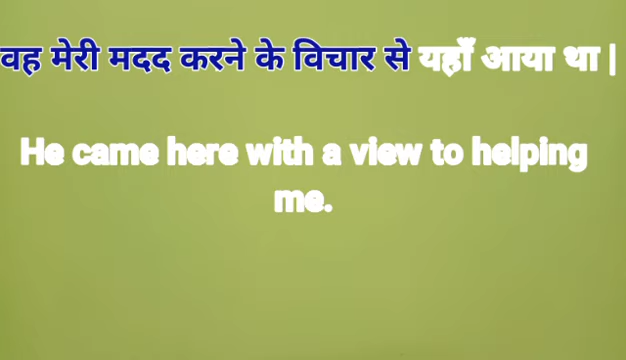 वह मेरी मदद करने के विचार से यहाँ आया था |
He came here with a view to helping
me.